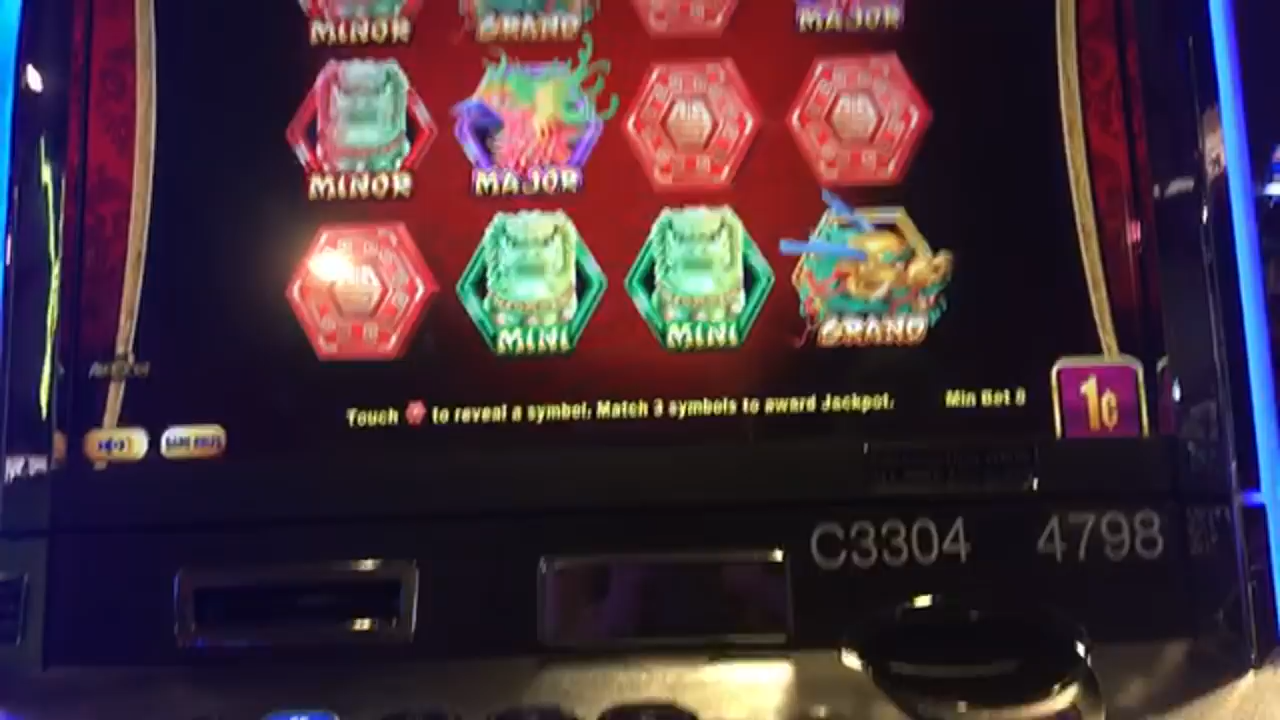 MINOR GRAND MAJOR
MINOR MAJOR
MINI MINI GRAND
Touch to reveal a symbol. Match 3 symbols to award Jackpot. Min Bet 8
1¢
C3304 4798